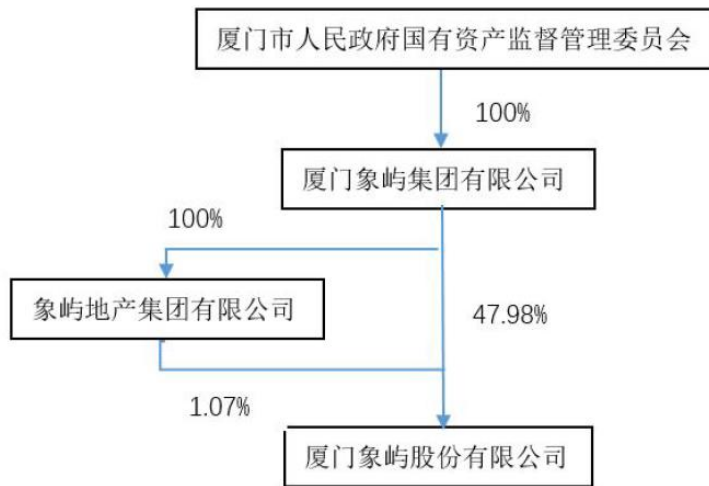 厦门市人民政府国有资产监督管理委员会
100%
厦门象屿集团有限公司
100%
象屿地产集团有限公司
47.98%
1.07%
厦门象屿股份有限公司